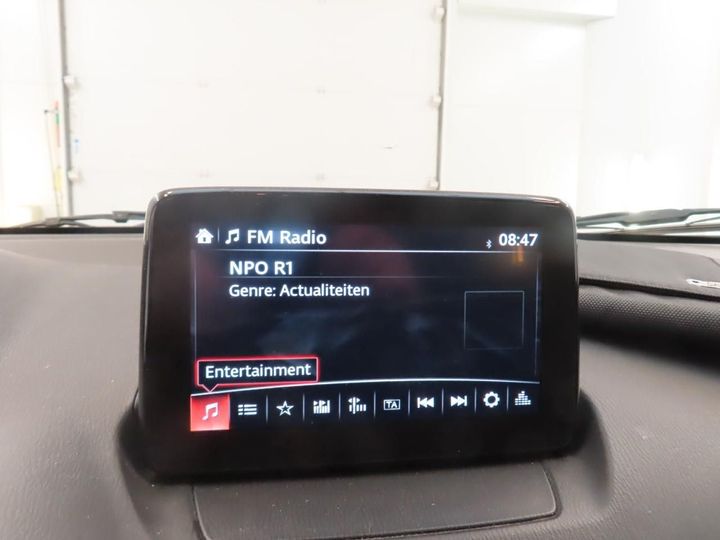 FM Radio
08:47
NPO R1
Genre: Actualiteiten
Entertainment
TA